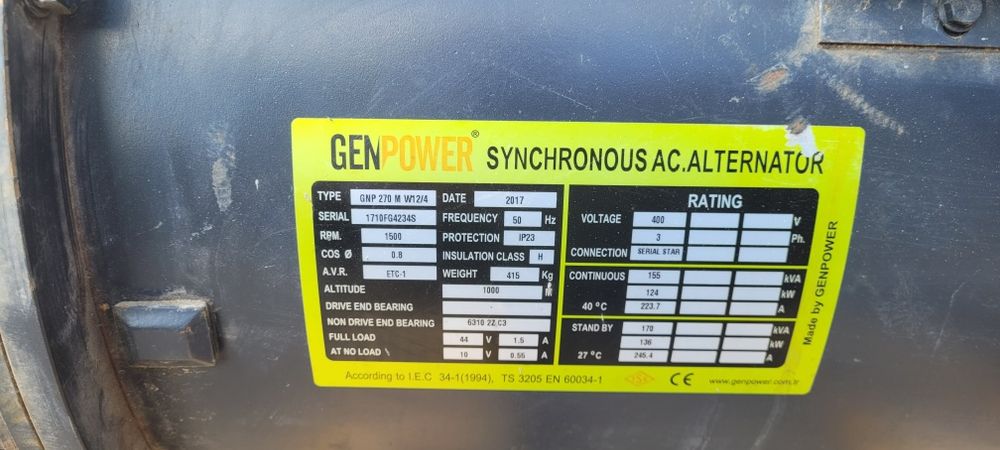 GENPOWER® SYNCHRONOUS AC.ALTERNATOR
TYPE GNP 270 M W12/4 DATE 2017
SERIAL 1710FG4234S FREQUENCY 50 Hz
RPM. 1500 PROTECTION IP23
COS Ø 0.8 INSULATION CLASS H
A.V.R. ETC-1 WEIGHT 415 Kg
ALTITUDE 1000 M
DRIVE END BEARING -
NON DRIVE END BEARING 6310 2Z.C3
FULL LOAD 44 V 1.5 A
AT NO LOAD 10 V 0.55 A
RATING
VOLTAGE 400 V
3 Ph.
CONNECTION SERIAL STAR
CONTINUOUS 155 kVA
124 kW
40 °C 223.7 A
STAND BY 170 kVA
136 kW
27 °C 245.4 A
Made by GENPOWER
According to I.E.C 34-1(1994), TS 3205 EN 60034-1 TSE CE www.genpower.com.tr